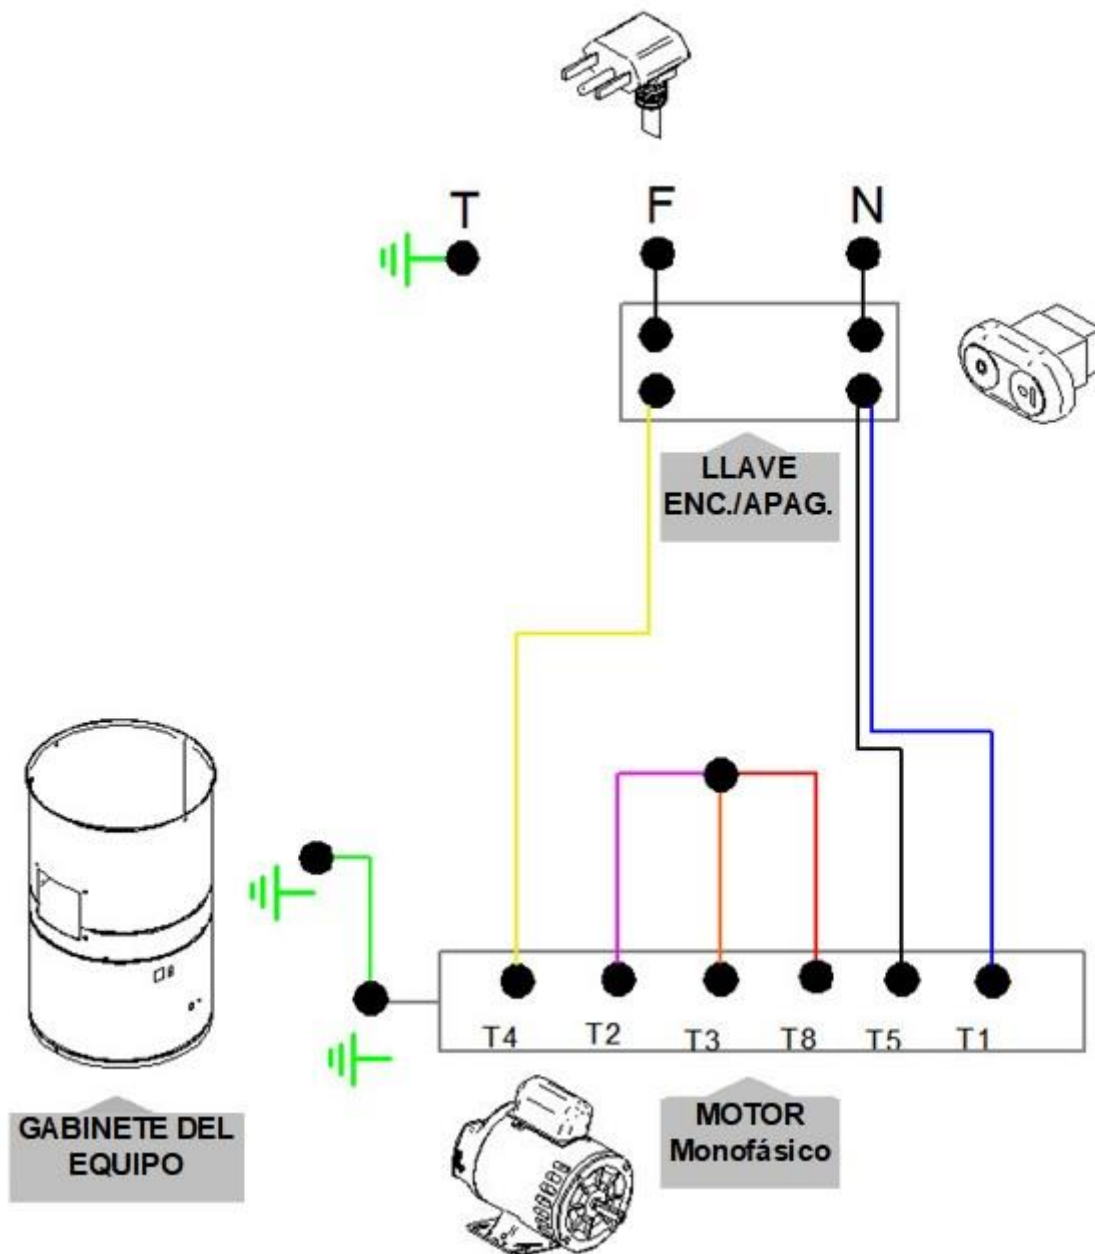 T
F
N
LLAVE
ENC./APAG.
T4
T2
T3
T8
T5
T1
GABINETE DEL
EQUIPO
MOTOR
Monofásico